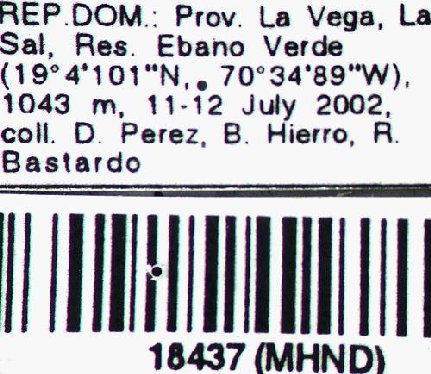 REP.DOM.: Prov. La Vega, La
Sal, Res. Ebano Verde
(19°4'101"N, 70°34'89"W),
1043 m, 11-12 July 2002,
coll. D. Perez, B. Hierro, R.
Bastardo
18437 (MHND)